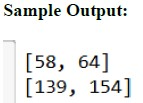 Sample Output:
[58, 64]
[139, 154]